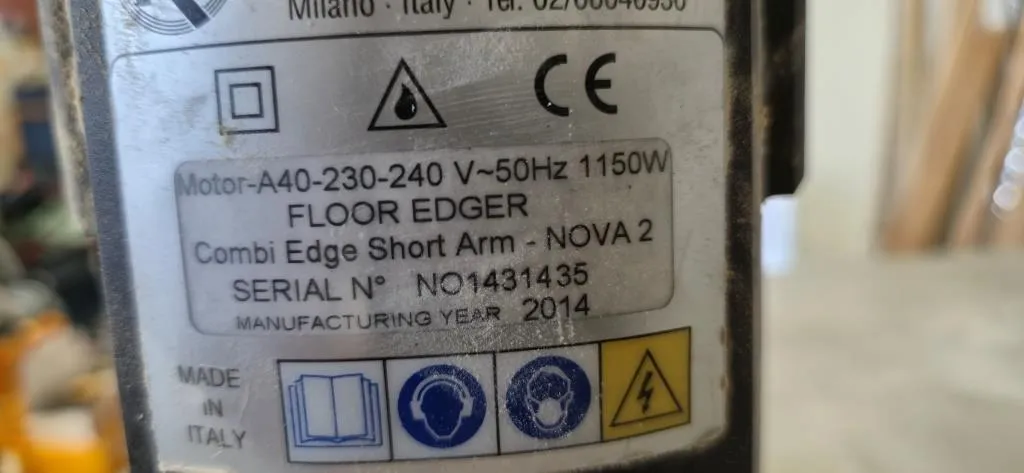 Milano · Italy · Tel. 02/66040930
CE
Motor-A40-230-240 V~50Hz 1150W
FLOOR EDGER
Combi Edge Short Arm - NOVA 2
SERIAL N° NO1431435
MANUFACTURING YEAR 2014
MADE
IN
ITALY